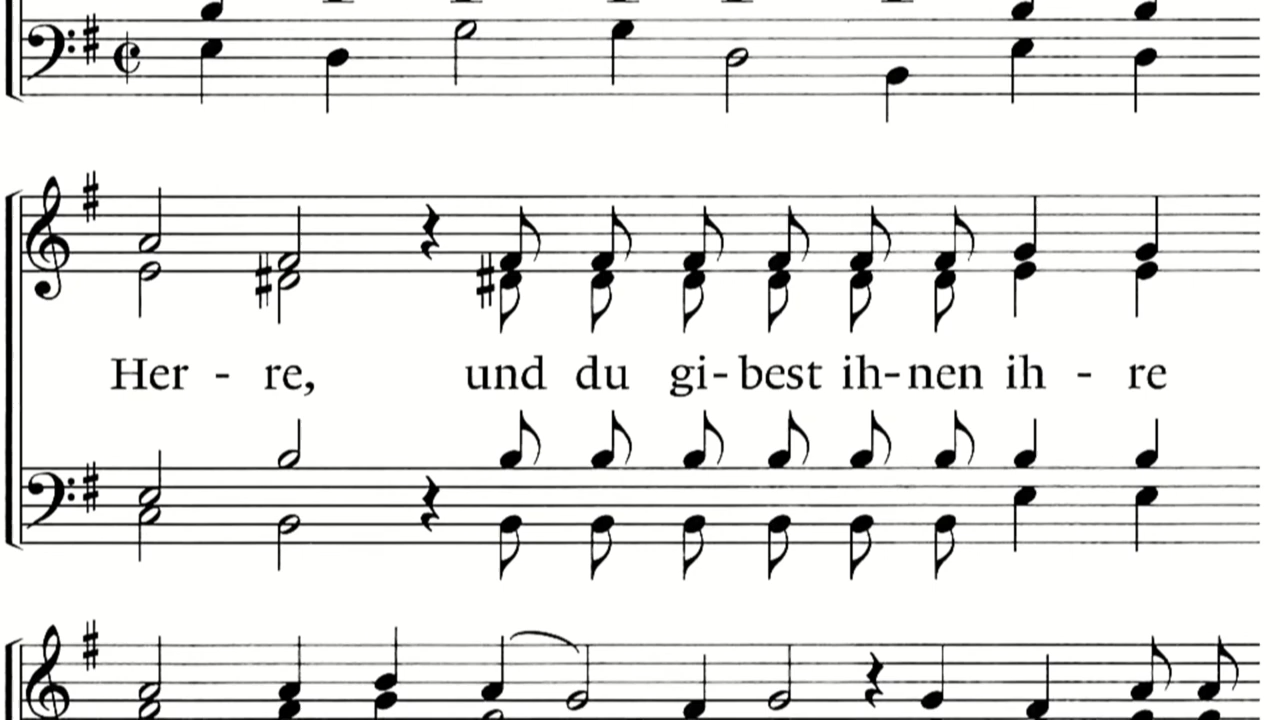 Her - re, und du gi - best ih - nen ih - re